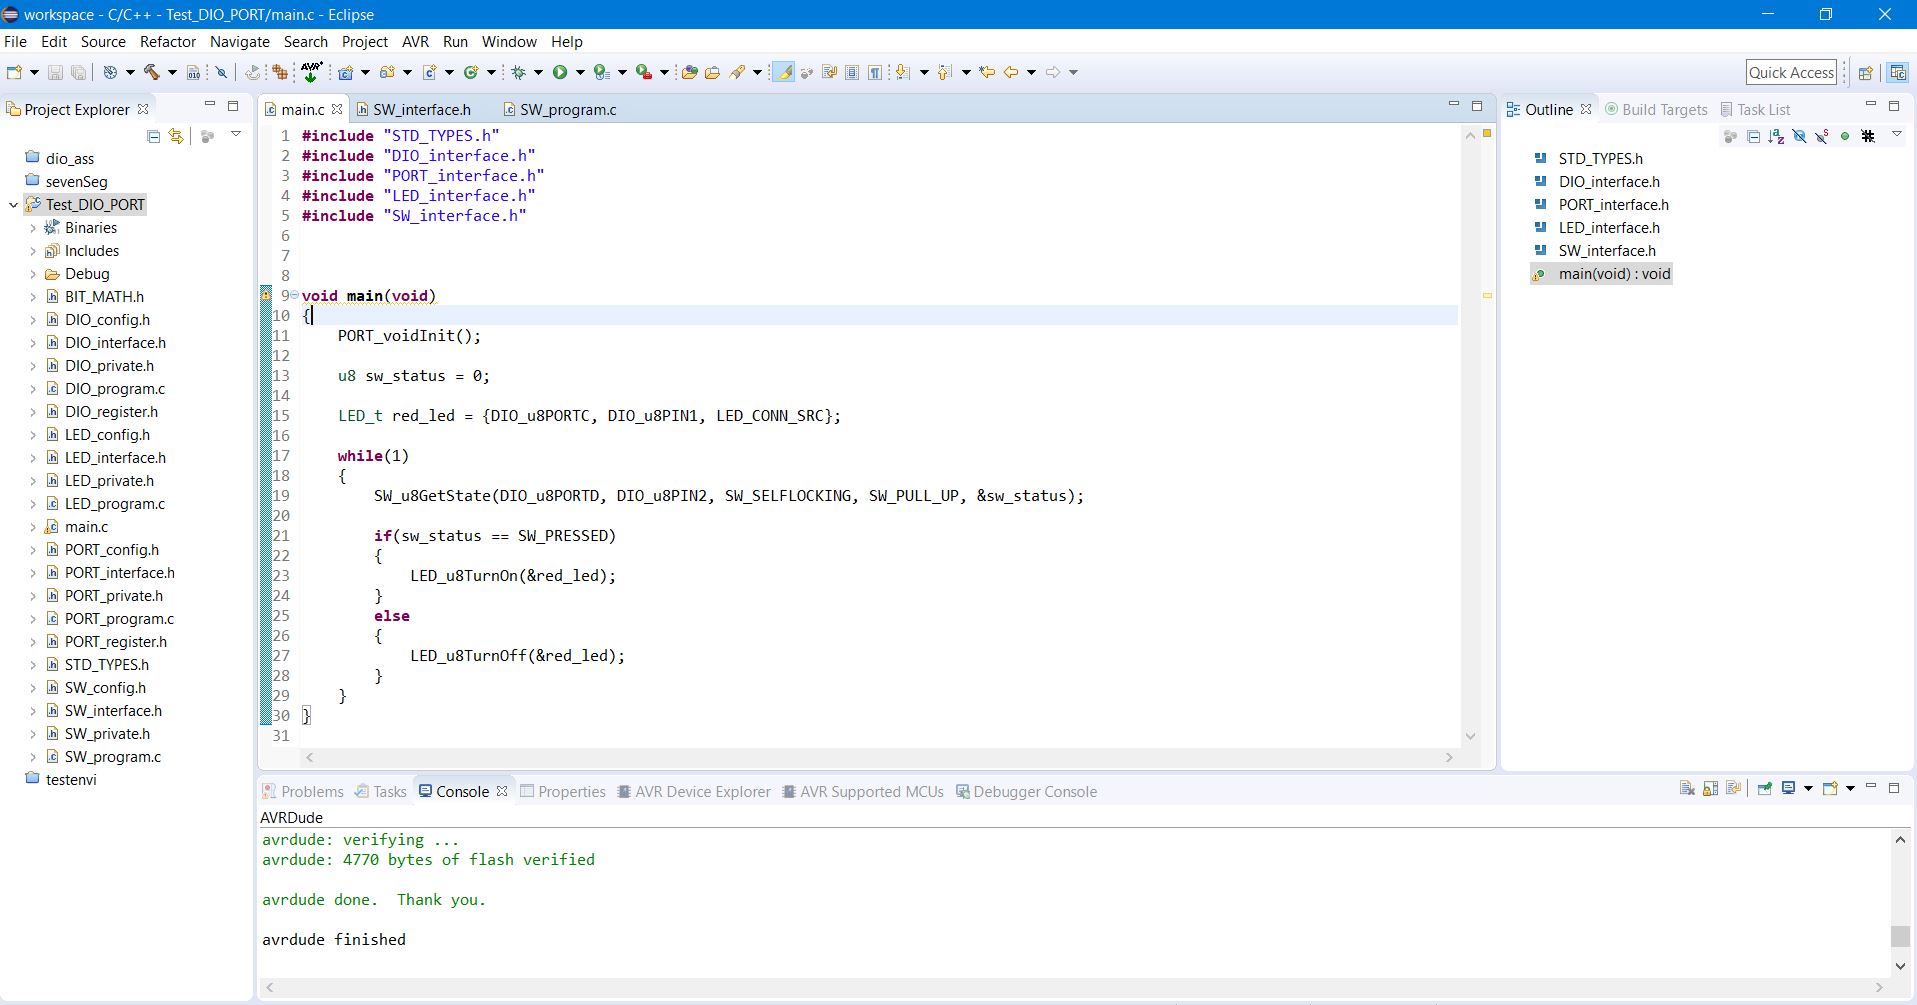 workspace - C/C++ - Test_DIO_PORT/main.c - Eclipse
File Edit Source Refactor Navigate Search Project AVR Run Window Help
Quick Access
Project Explorer
dio_ass
sevenSeg
Test_DIO_PORT
Binaries
Includes
Debug
BIT_MATH.h
DIO_config.h
DIO_interface.h
DIO_private.h
DIO_program.c
DIO_register.h
LED_config.h
LED_interface.h
LED_private.h
LED_program.c
main.c
PORT_config.h
PORT_interface.h
PORT_private.h
PORT_program.c
PORT_register.h
STD_TYPES.h
SW_config.h
SW_interface.h
SW_private.h
SW_program.c
testenvi
main.c SW_interface.h SW_program.c
1 #include "STD_TYPES.h"
2 #include "DIO_interface.h"
3 #include "PORT_interface.h"
4 #include "LED_interface.h"
5 #include "SW_interface.h"
6
7
8
9 void main(void)
10 {
11 PORT_voidInit();
12
13 u8 sw_status = 0;
14
15 LED_t red_led = {DIO_u8PORTC, DIO_u8PIN1, LED_CONN_SRC};
16
17 while(1)
18 {
19 SW_u8GetState(DIO_u8PORTD, DIO_u8PIN2, SW_SELFLOCKING, SW_PULL_UP, &sw_status);
20
21 if(sw_status == SW_PRESSED)
22 {
23 LED_u8TurnOn(&red_led);
24 }
25 else
26 {
27 LED_u8TurnOff(&red_led);
28 }
29 }
30 }
31
Outline Build Targets Task List
STD_TYPES.h
DIO_interface.h
PORT_interface.h
LED_interface.h
SW_interface.h
main(void) : void
Problems Tasks Console Properties AVR Device Explorer AVR Supported MCUs Debugger Console
AVRDude
avrdude: verifying ...
avrdude: 4770 bytes of flash verified
avrdude done.  Thank you.
avrdude finished